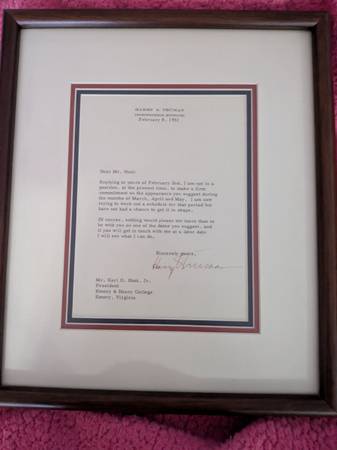 HARRY S. TRUMAN
INDEPENDENCE, MISSOURI
February 6, 1961
Dear Mr. Hunt:
Replying to yours of February 3rd, I am not in a
position, at the present time, to make a firm
commitment on the appearance you suggest during
the months of March, April and May. I am now
trying to work out a schedule for that period but
have not had a chance to get it in shape.
Of course, nothing would please me more than to
be with you on one of the dates you suggest, and
if you will get in touch with me at a later date
I will see what I can do.
Sincerely yours,
Harry S Truman
Mr. Earl G. Hunt, Jr.
President
Emory & Henry College
Emory, Virginia